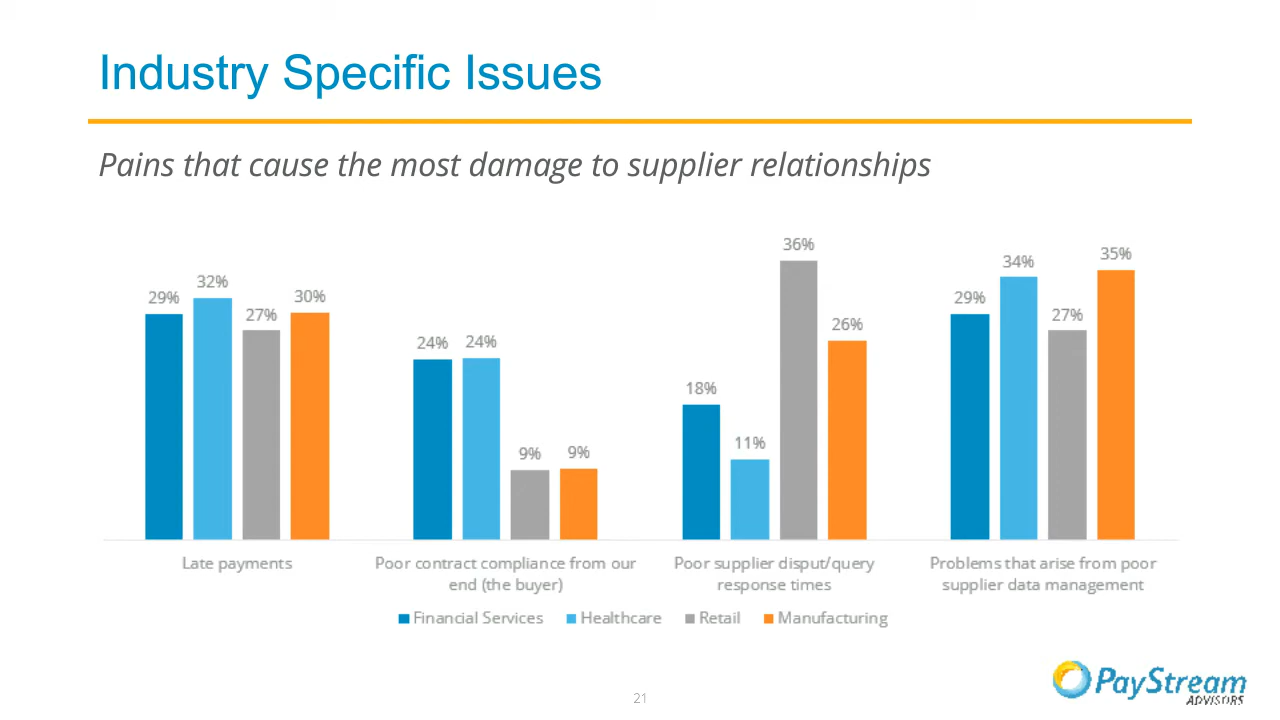 Industry Specific Issues
Pains that cause the most damage to supplier relationships
29%
32%
27%
30%
24%
24%
9%
9%
18%
11%
36%
26%
29%
34%
27%
35%
Late payments
Poor contract compliance from our
end (the buyer)
Poor supplier disput/query
response times
Problems that arise from poor
supplier data management
Financial Services
Healthcare
Retail
Manufacturing
21
PayStream
ADVISORS